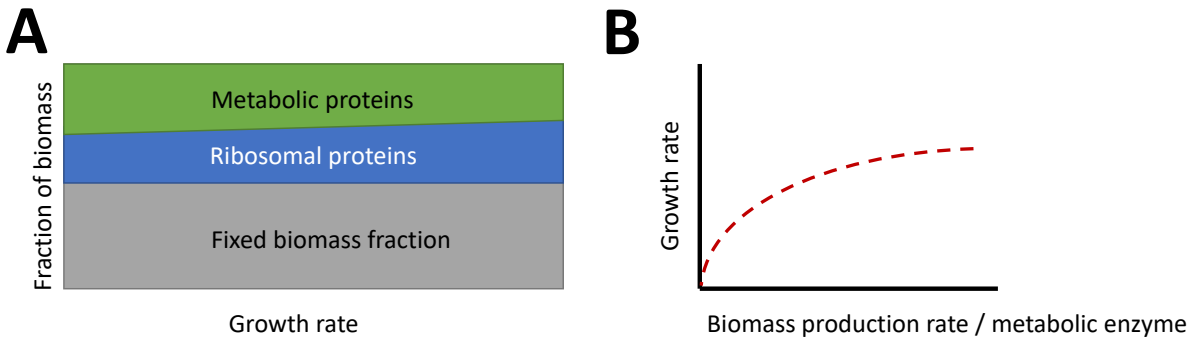 A
Fraction of biomass
Metabolic proteins
Ribosomal proteins
Fixed biomass fraction
Growth rate
B
Growth rate
Biomass production rate / metabolic enzyme